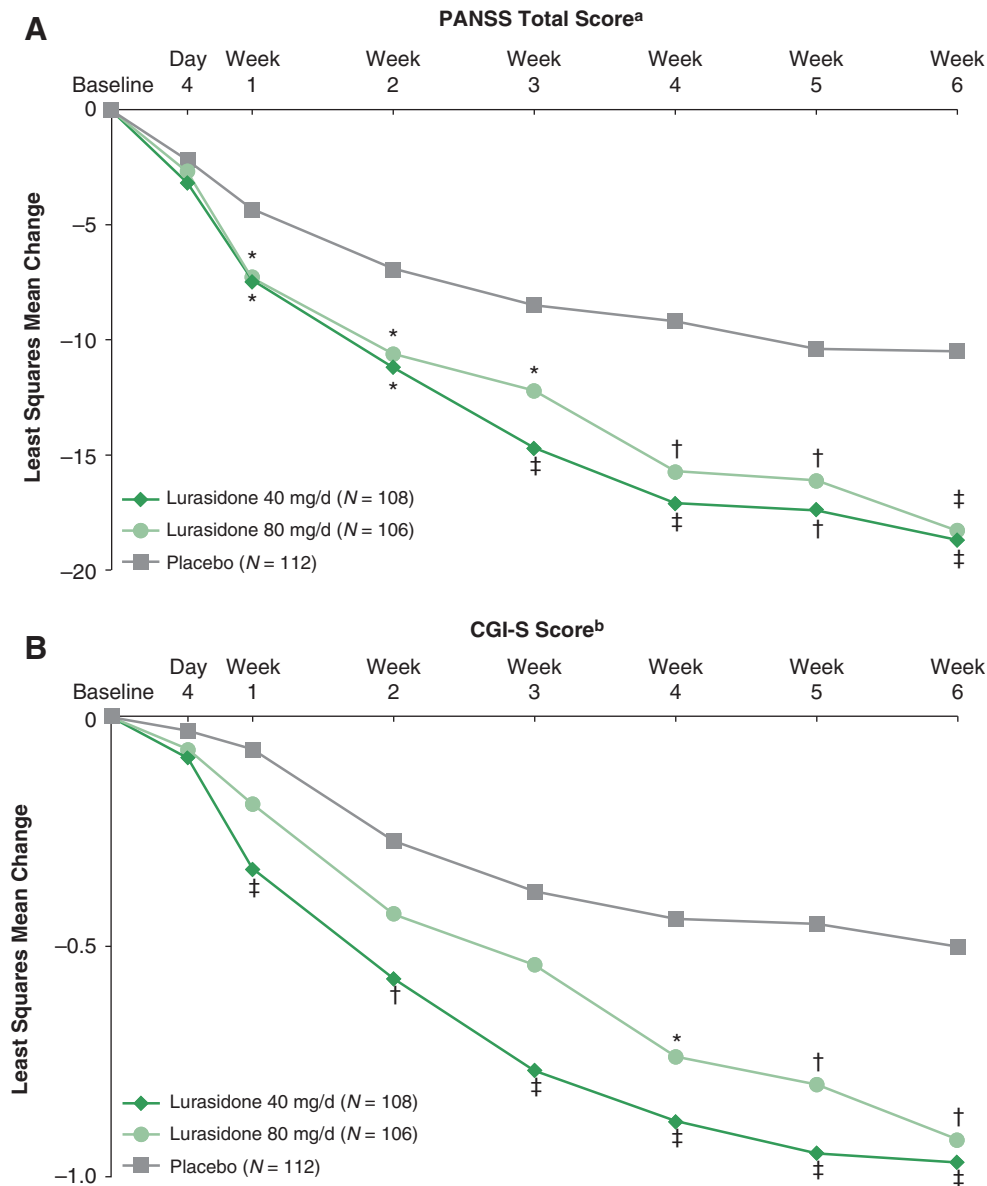 A
PANSS Total Scoreᵃ
Day Week Week Week Week Week Week
Baseline 4 1 2 3 4 5 6
0
–5
–10
–15
–20
Least Squares Mean Change
*
*
*
*
*
‡
†
‡
†
†
‡
‡
Lurasidone 40 mg/d (N = 108)
Lurasidone 80 mg/d (N = 106)
Placebo (N = 112)
B
CGI-S Scoreᵇ
Day Week Week Week Week Week Week
Baseline 4 1 2 3 4 5 6
0
–0.5
–1.0
Least Squares Mean Change
‡
†
‡
*
‡
†
‡
†
‡
Lurasidone 40 mg/d (N = 108)
Lurasidone 80 mg/d (N = 106)
Placebo (N = 112)